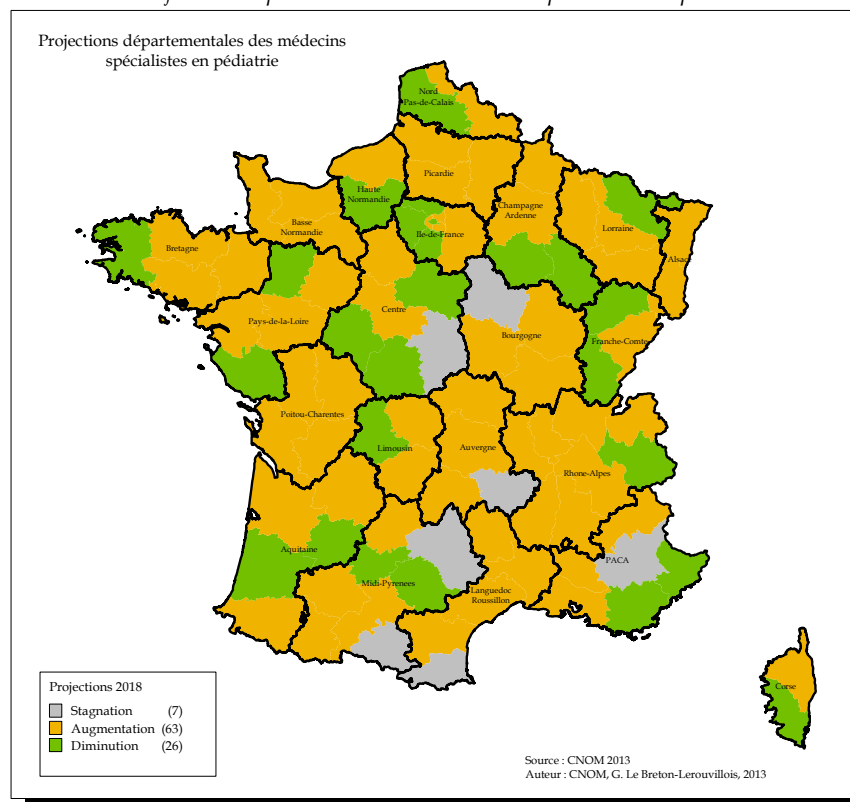 Projections départementales des médecins
spécialistes en pédiatrie
Nord
Pas-de-Calais
Picardie
Haute
Normandie
Champagne
Ardenne
Basse
Normandie
Ile-de-France
Lorraine
Bretagne
Alsace
Centre
Pays-de-la-Loire
Bourgogne
Franche-Comte
Poitou-Charentes
Limousin
Auvergne
Rhone-Alpes
Aquitaine
PACA
Midi-Pyrenees
Languedoc
Roussillon
Corse
Projections 2018
Stagnation (7)
Augmentation (63)
Diminution (26)
Source : CNOM 2013
Auteur : CNOM, G. Le Breton-Lerouvillois, 2013